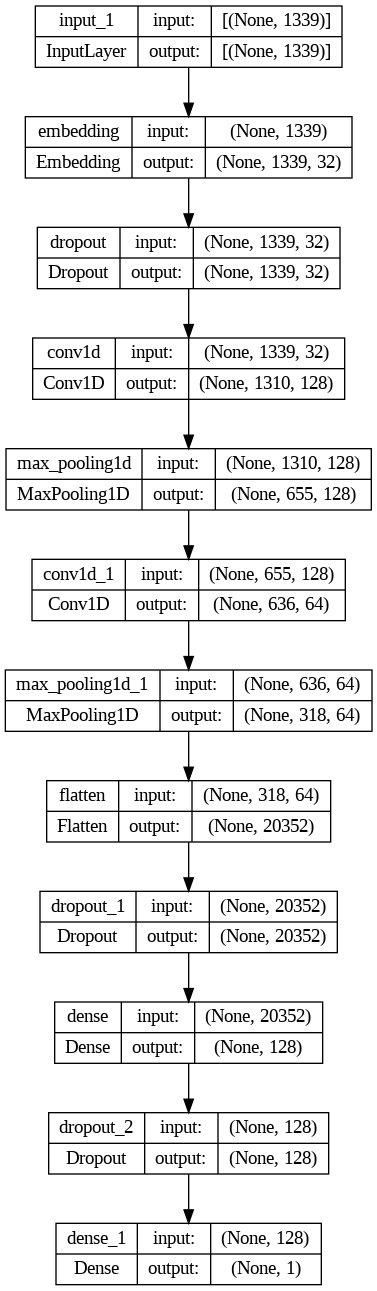 input_1 input: [(None, 1339)]
InputLayer output: [(None, 1339)]
embedding input: (None, 1339)
Embedding output: (None, 1339, 32)
dropout input: (None, 1339, 32)
Dropout output: (None, 1339, 32)
conv1d input: (None, 1339, 32)
Conv1D output: (None, 1310, 128)
max_pooling1d input: (None, 1310, 128)
MaxPooling1D output: (None, 655, 128)
conv1d_1 input: (None, 655, 128)
Conv1D output: (None, 636, 64)
max_pooling1d_1 input: (None, 636, 64)
MaxPooling1D output: (None, 318, 64)
flatten input: (None, 318, 64)
Flatten output: (None, 20352)
dropout_1 input: (None, 20352)
Dropout output: (None, 20352)
dense input: (None, 20352)
Dense output: (None, 128)
dropout_2 input: (None, 128)
Dropout output: (None, 128)
dense_1 input: (None, 128)
Dense output: (None, 1)